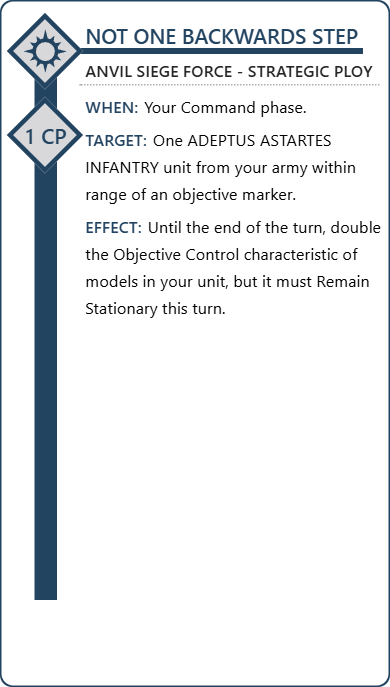 NOT ONE BACKWARDS STEP
ANVIL SIEGE FORCE - STRATEGIC PLOY
WHEN: Your Command phase.
1 CP
TARGET: One ADEPTUS ASTARTES
INFANTRY unit from your army within
range of an objective marker.
EFFECT: Until the end of the turn, double
the Objective Control characteristic of
models in your unit, but it must Remain
Stationary this turn.